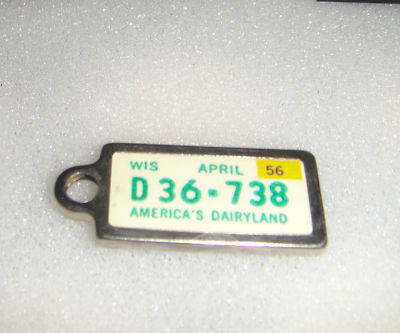 WIS APRIL 56
D36•738
AMERICA'S DAIRYLAND